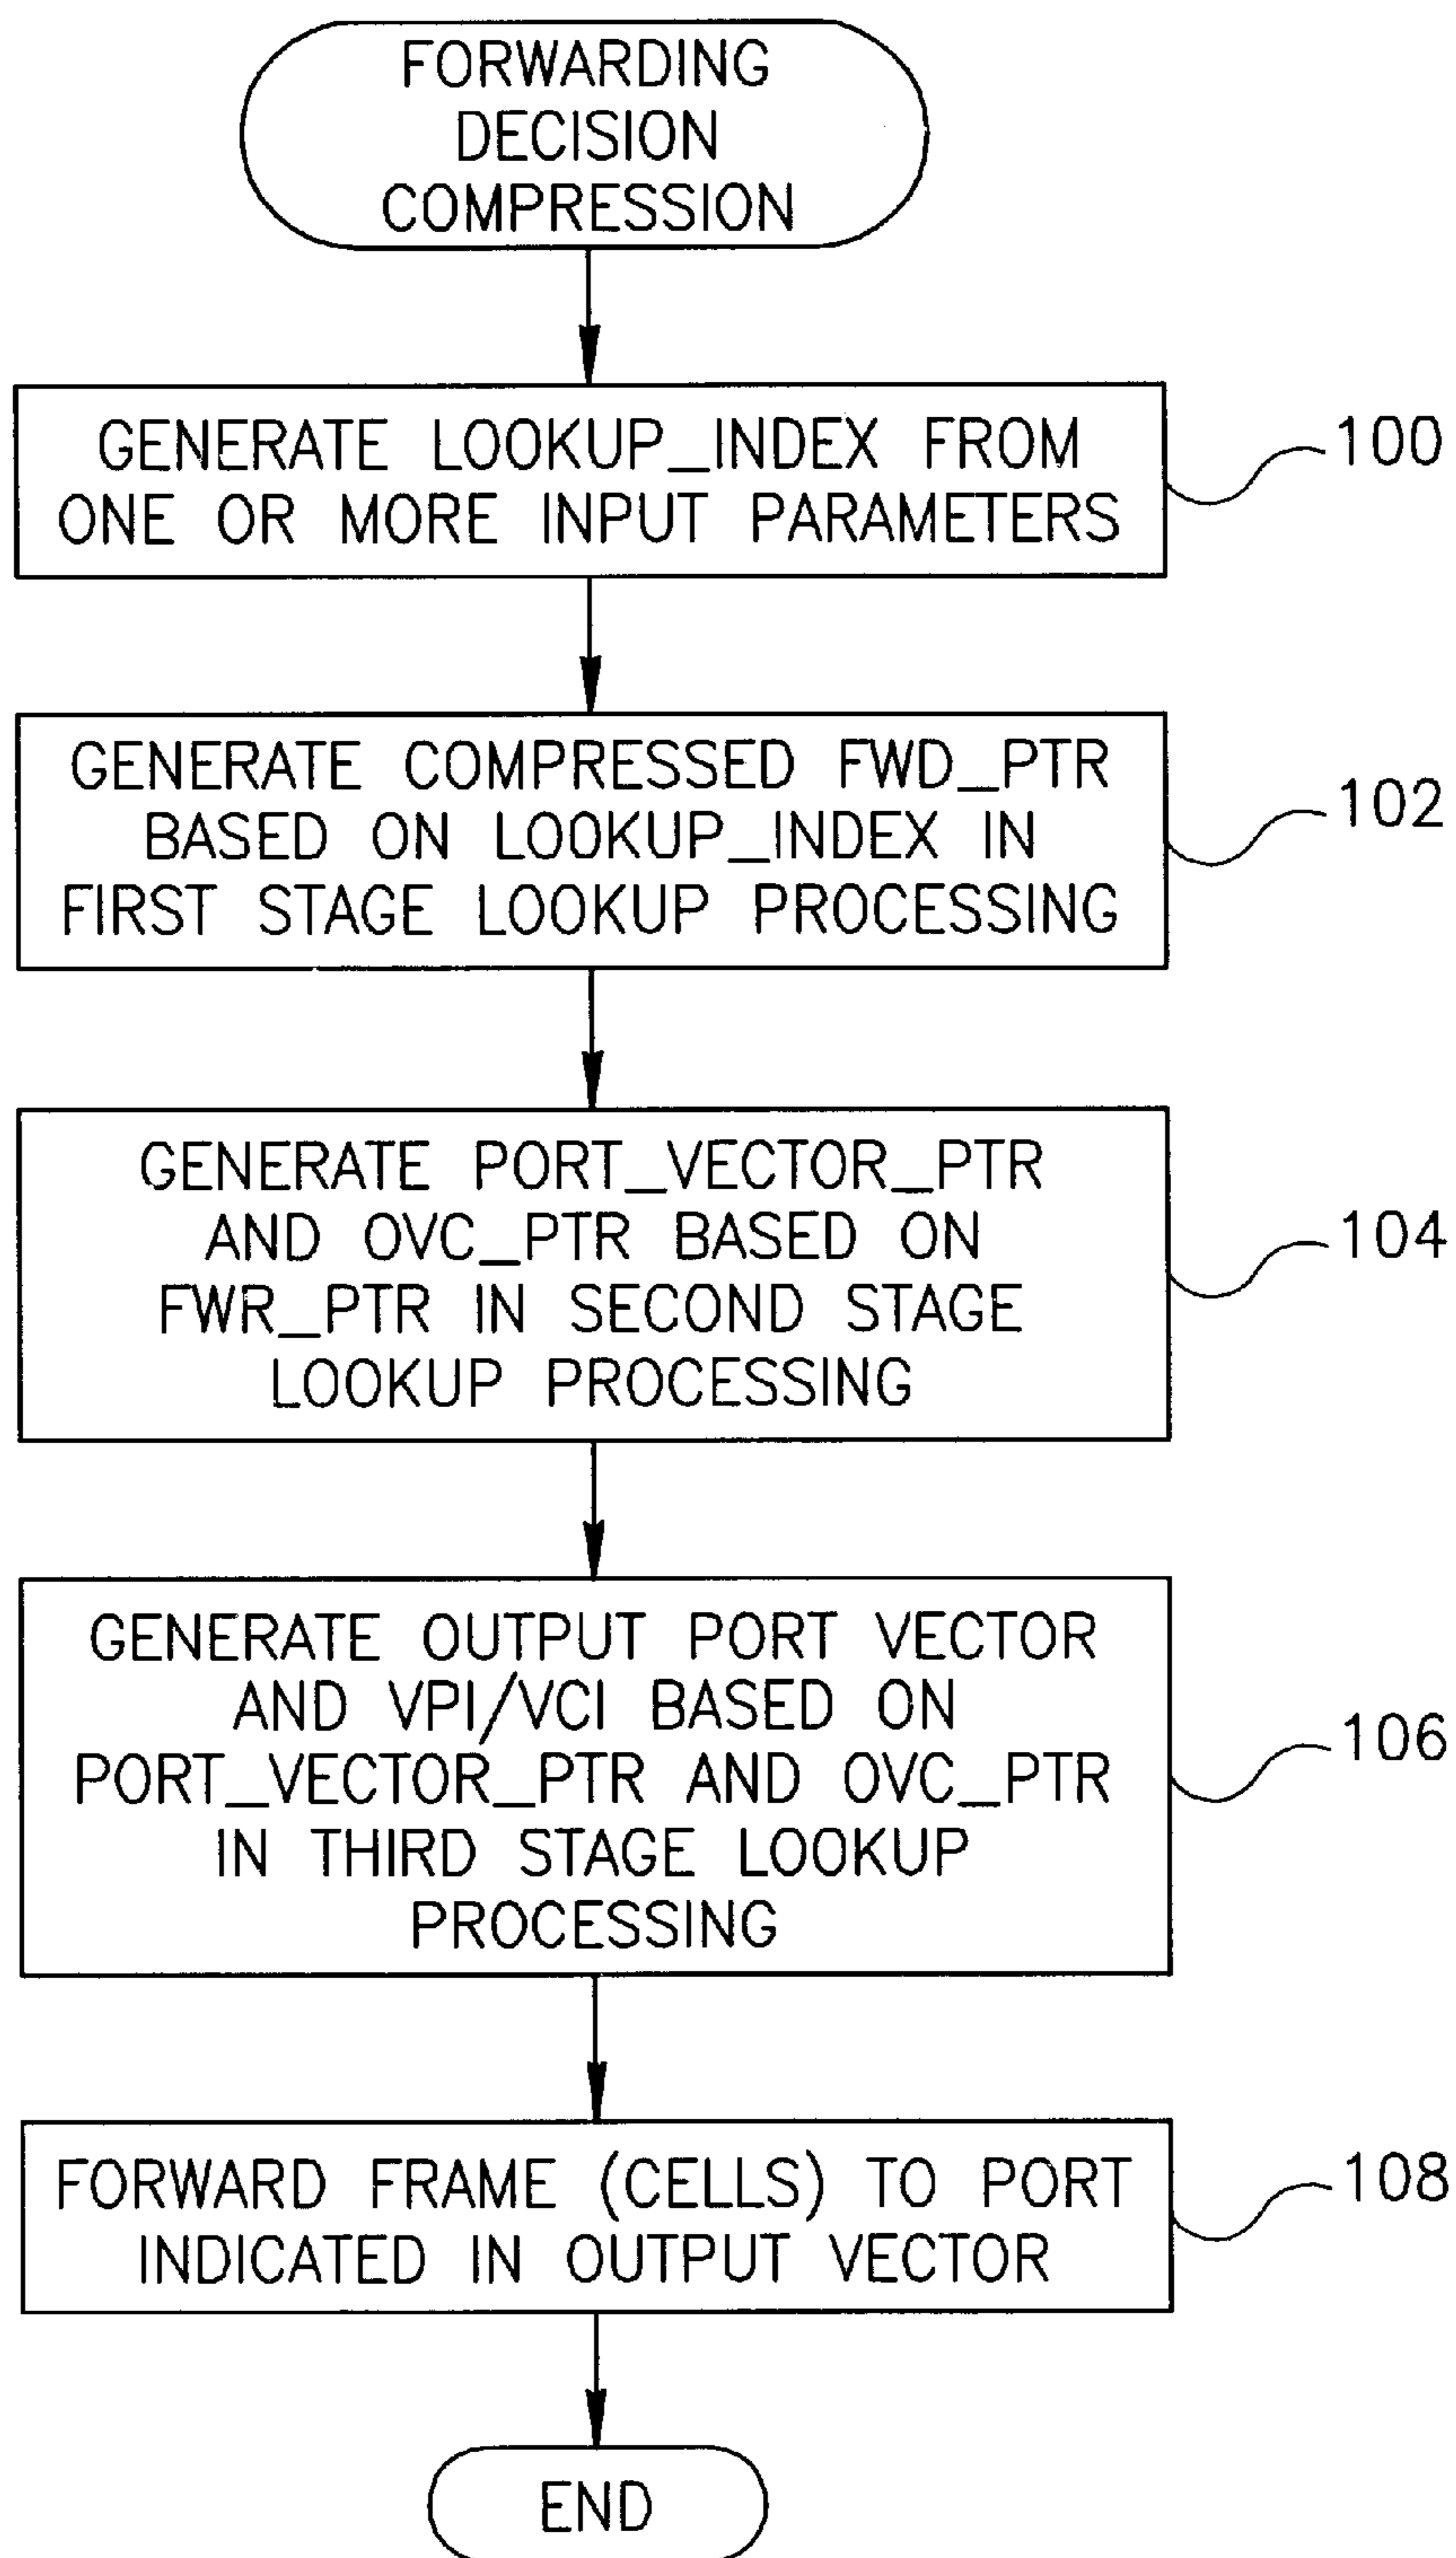 FORWARDING
DECISION
COMPRESSION
GENERATE LOOKUP_INDEX FROM
ONE OR MORE INPUT PARAMETERS
100
GENERATE COMPRESSED FWD_PTR
BASED ON LOOKUP_INDEX IN
FIRST STAGE LOOKUP PROCESSING
102
GENERATE PORT_VECTOR_PTR
AND OVC_PTR BASED ON
FWR_PTR IN SECOND STAGE
LOOKUP PROCESSING
104
GENERATE OUTPUT PORT VECTOR
AND VPI/VCI BASED ON
PORT_VECTOR_PTR AND OVC_PTR
IN THIRD STAGE LOOKUP
PROCESSING
106
FORWARD FRAME (CELLS) TO PORT
INDICATED IN OUTPUT VECTOR
108
END